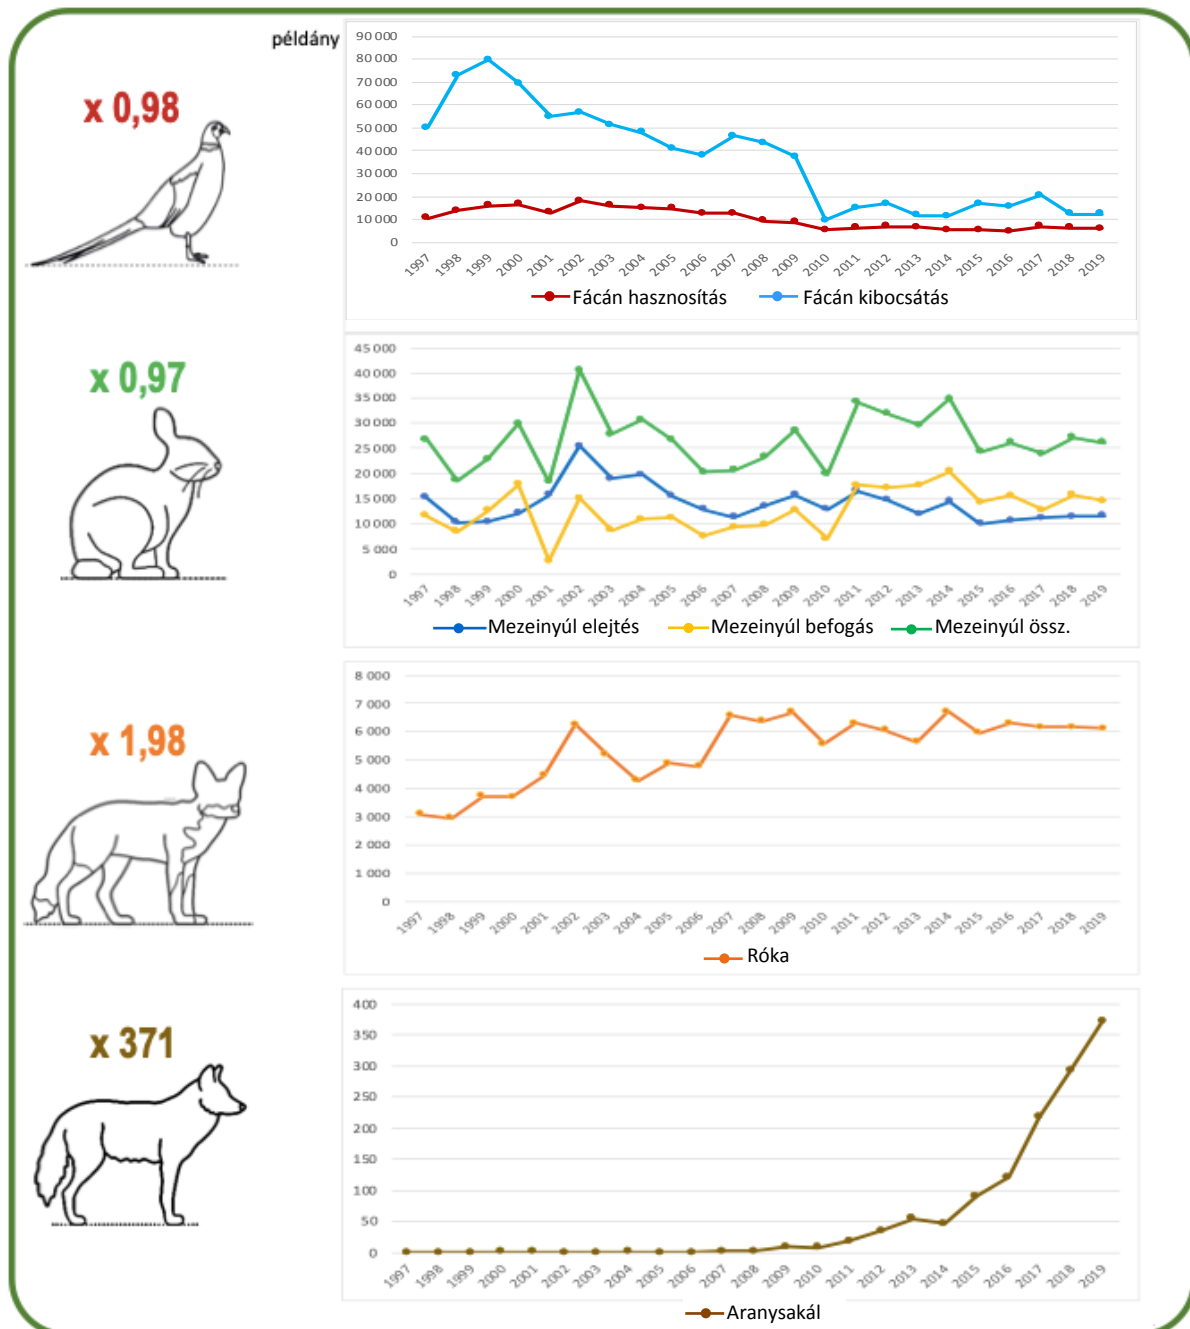 példány
x 0,98
90 000
80 000
70 000
60 000
50 000
40 000
30 000
20 000
10 000
0
1997 1998 1999 2000 2001 2002 2003 2004 2005 2006 2007 2008 2009 2010 2011 2012 2013 2014 2015 2016 2017 2018 2019
Fácán hasznosítás Fácán kibocsátás
x 0,97
45 000
40 000
35 000
30 000
25 000
20 000
15 000
10 000
5 000
0
1997 1998 1999 2000 2001 2002 2003 2004 2005 2006 2007 2008 2009 2010 2011 2012 2013 2014 2015 2016 2017 2018 2019
Mezeinyúl elejtés Mezeinyúl befogás Mezeinyúl össz.
x 1,98
8 000
7 000
6 000
5 000
4 000
3 000
2 000
1 000
0
1997 1998 1999 2000 2001 2002 2003 2004 2005 2006 2007 2008 2009 2010 2011 2012 2013 2014 2015 2016 2017 2018 2019
Róka
x 371
400
350
300
250
200
150
100
50
0
1997 1998 1999 2000 2001 2002 2003 2004 2005 2006 2007 2008 2009 2010 2011 2012 2013 2014 2015 2016 2017 2018 2019
Aranysakál